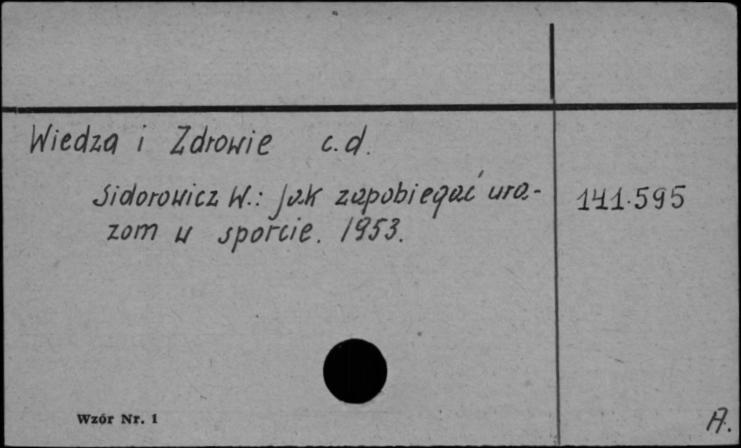 Wiedza i Zdrowie c.d.
Sidorowicz W.: Jak zapobiegać ura- 141.595
zom w sporcie. 1953.
Wzór Nr. 1 A.